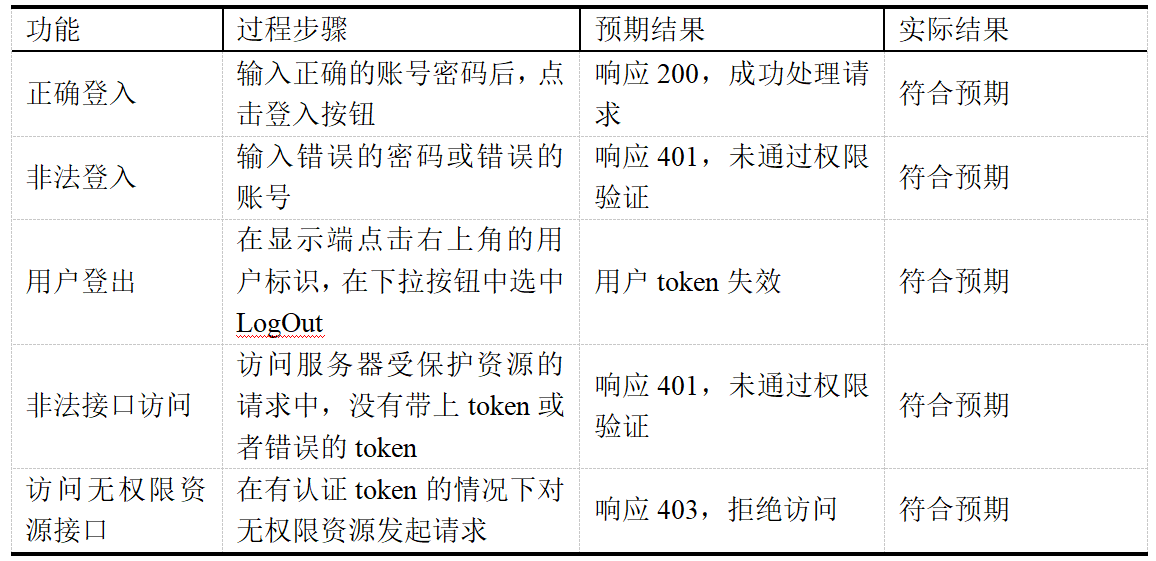 功能 过程步骤 预期结果 实际结果
正确登入 输入正确的账号密码后，点
击登入按钮 响应 200，成功处理请
求 符合预期
非法登入 输入错误的密码或错误的
账号 响应 401，未通过权限
验证 符合预期
用户登出 在显示端点击右上角的用
户标识，在下拉按钮中选中
LogOut 用户 token 失效 符合预期
非法接口访问 访问服务器受保护资源的
请求中，没有带上 token 或
者错误的 token 响应 401，未通过权限
验证 符合预期
访问无权限资
源接口 在有认证 token 的情况下对
无权限资源发起请求 响应 403，拒绝访问 符合预期